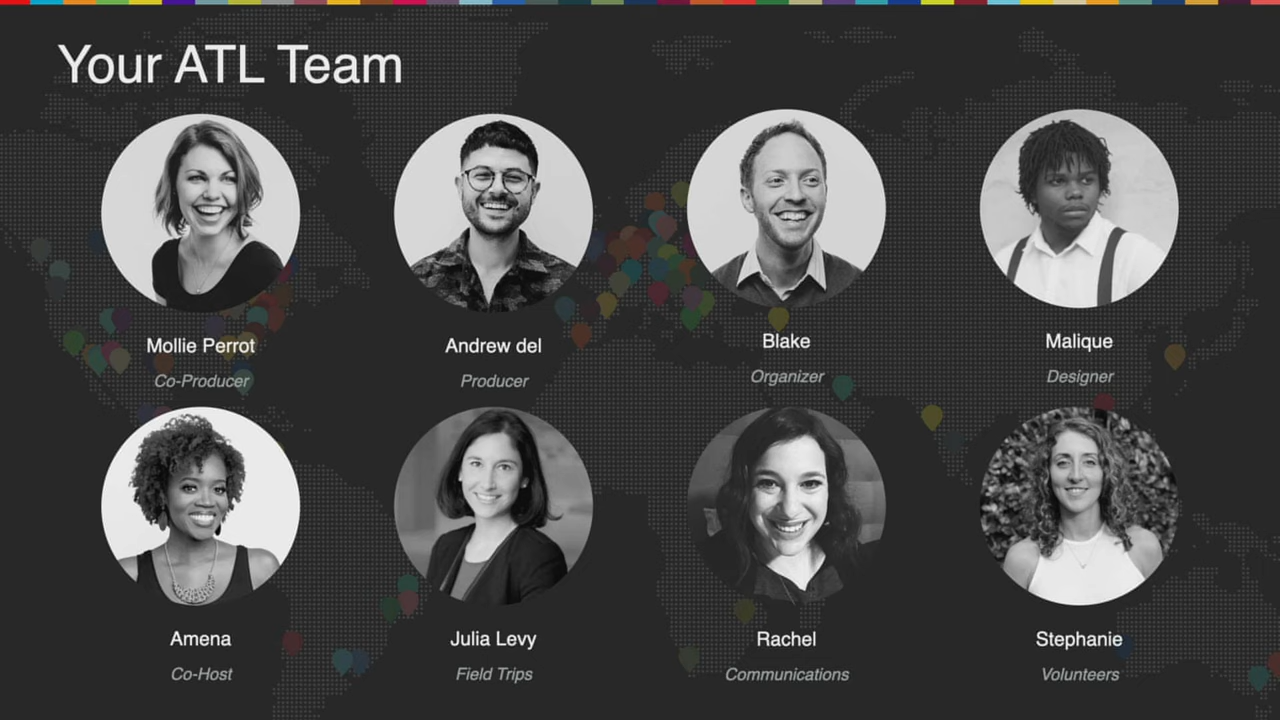 Your ATL Team
Mollie Perrot
Co-Producer
Andrew del
Producer
Blake
Organizer
Malique
Designer
Amena
Co-Host
Julia Levy
Field Trips
Rachel
Communications
Stephanie
Volunteers